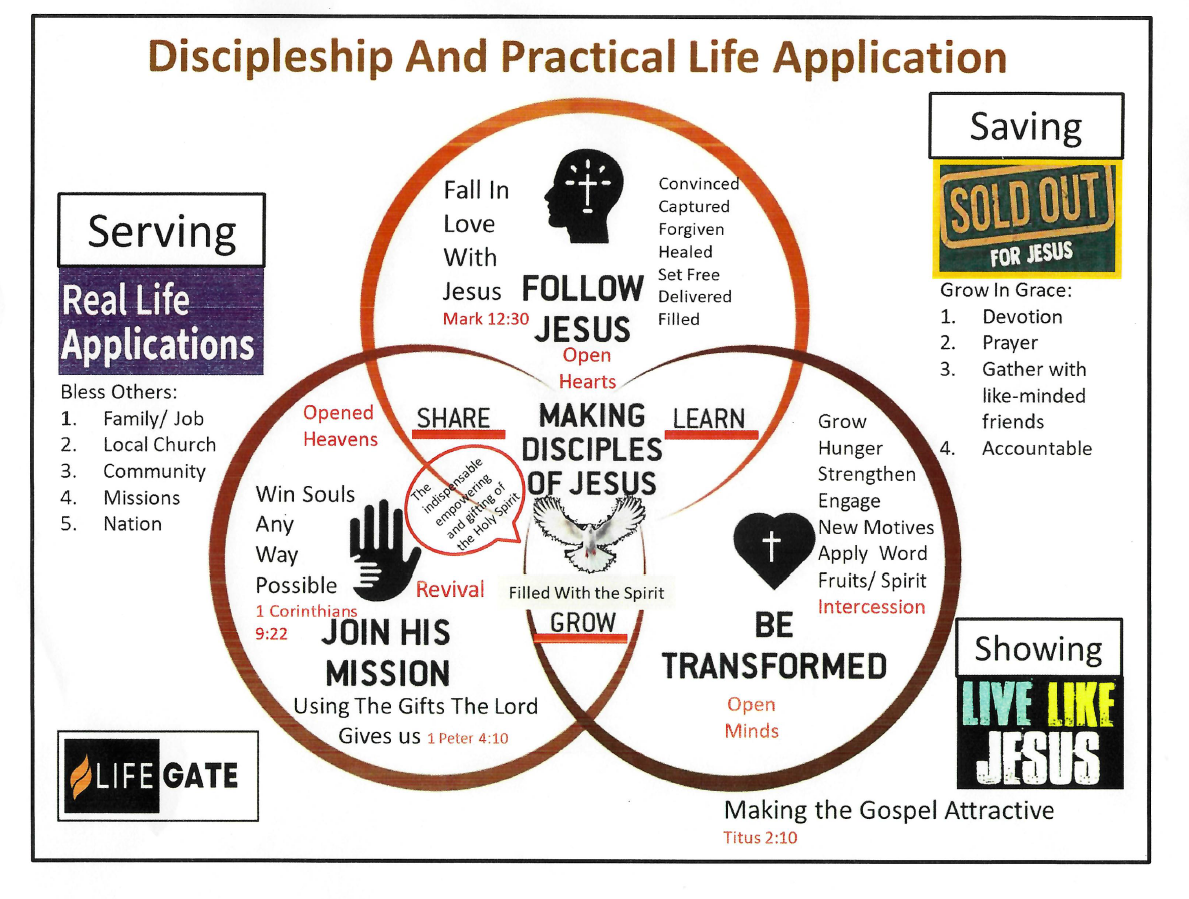 Discipleship And Practical Life Application
Saving
SOLD OUT
FOR JESUS
Grow In Grace:
1. Devotion
2. Prayer
3. Gather with
like-minded
friends
4. Accountable
Serving
Real Life
Applications
Bless Others:
1. Family/ Job
2. Local Church
3. Community
4. Missions
5. Nation
Fall In
Love
With
Jesus
Mark 12:30
FOLLOW
JESUS
Open
Hearts
Convinced
Captured
Forgiven
Healed
Set Free
Delivered
Filled
Opened
Heavens
SHARE
MAKING
DISCIPLES
OF JESUS
LEARN
The
indispensable
empowering
and gifting of
the Holy Spirit
Filled With the Spirit
GROW
Win Souls
Any
Way
Possible
1 Corinthians
9:22
Revival
JOIN HIS
MISSION
Using The Gifts The Lord
Gives us 1 Peter 4:10
Grow
Hunger
Strengthen
Engage
New Motives
Apply Word
Fruits/ Spirit
Intercession
BE
TRANSFORMED
Open
Minds
Showing
LIVE LIKE
JESUS
Making the Gospel Attractive
Titus 2:10
LIFE GATE